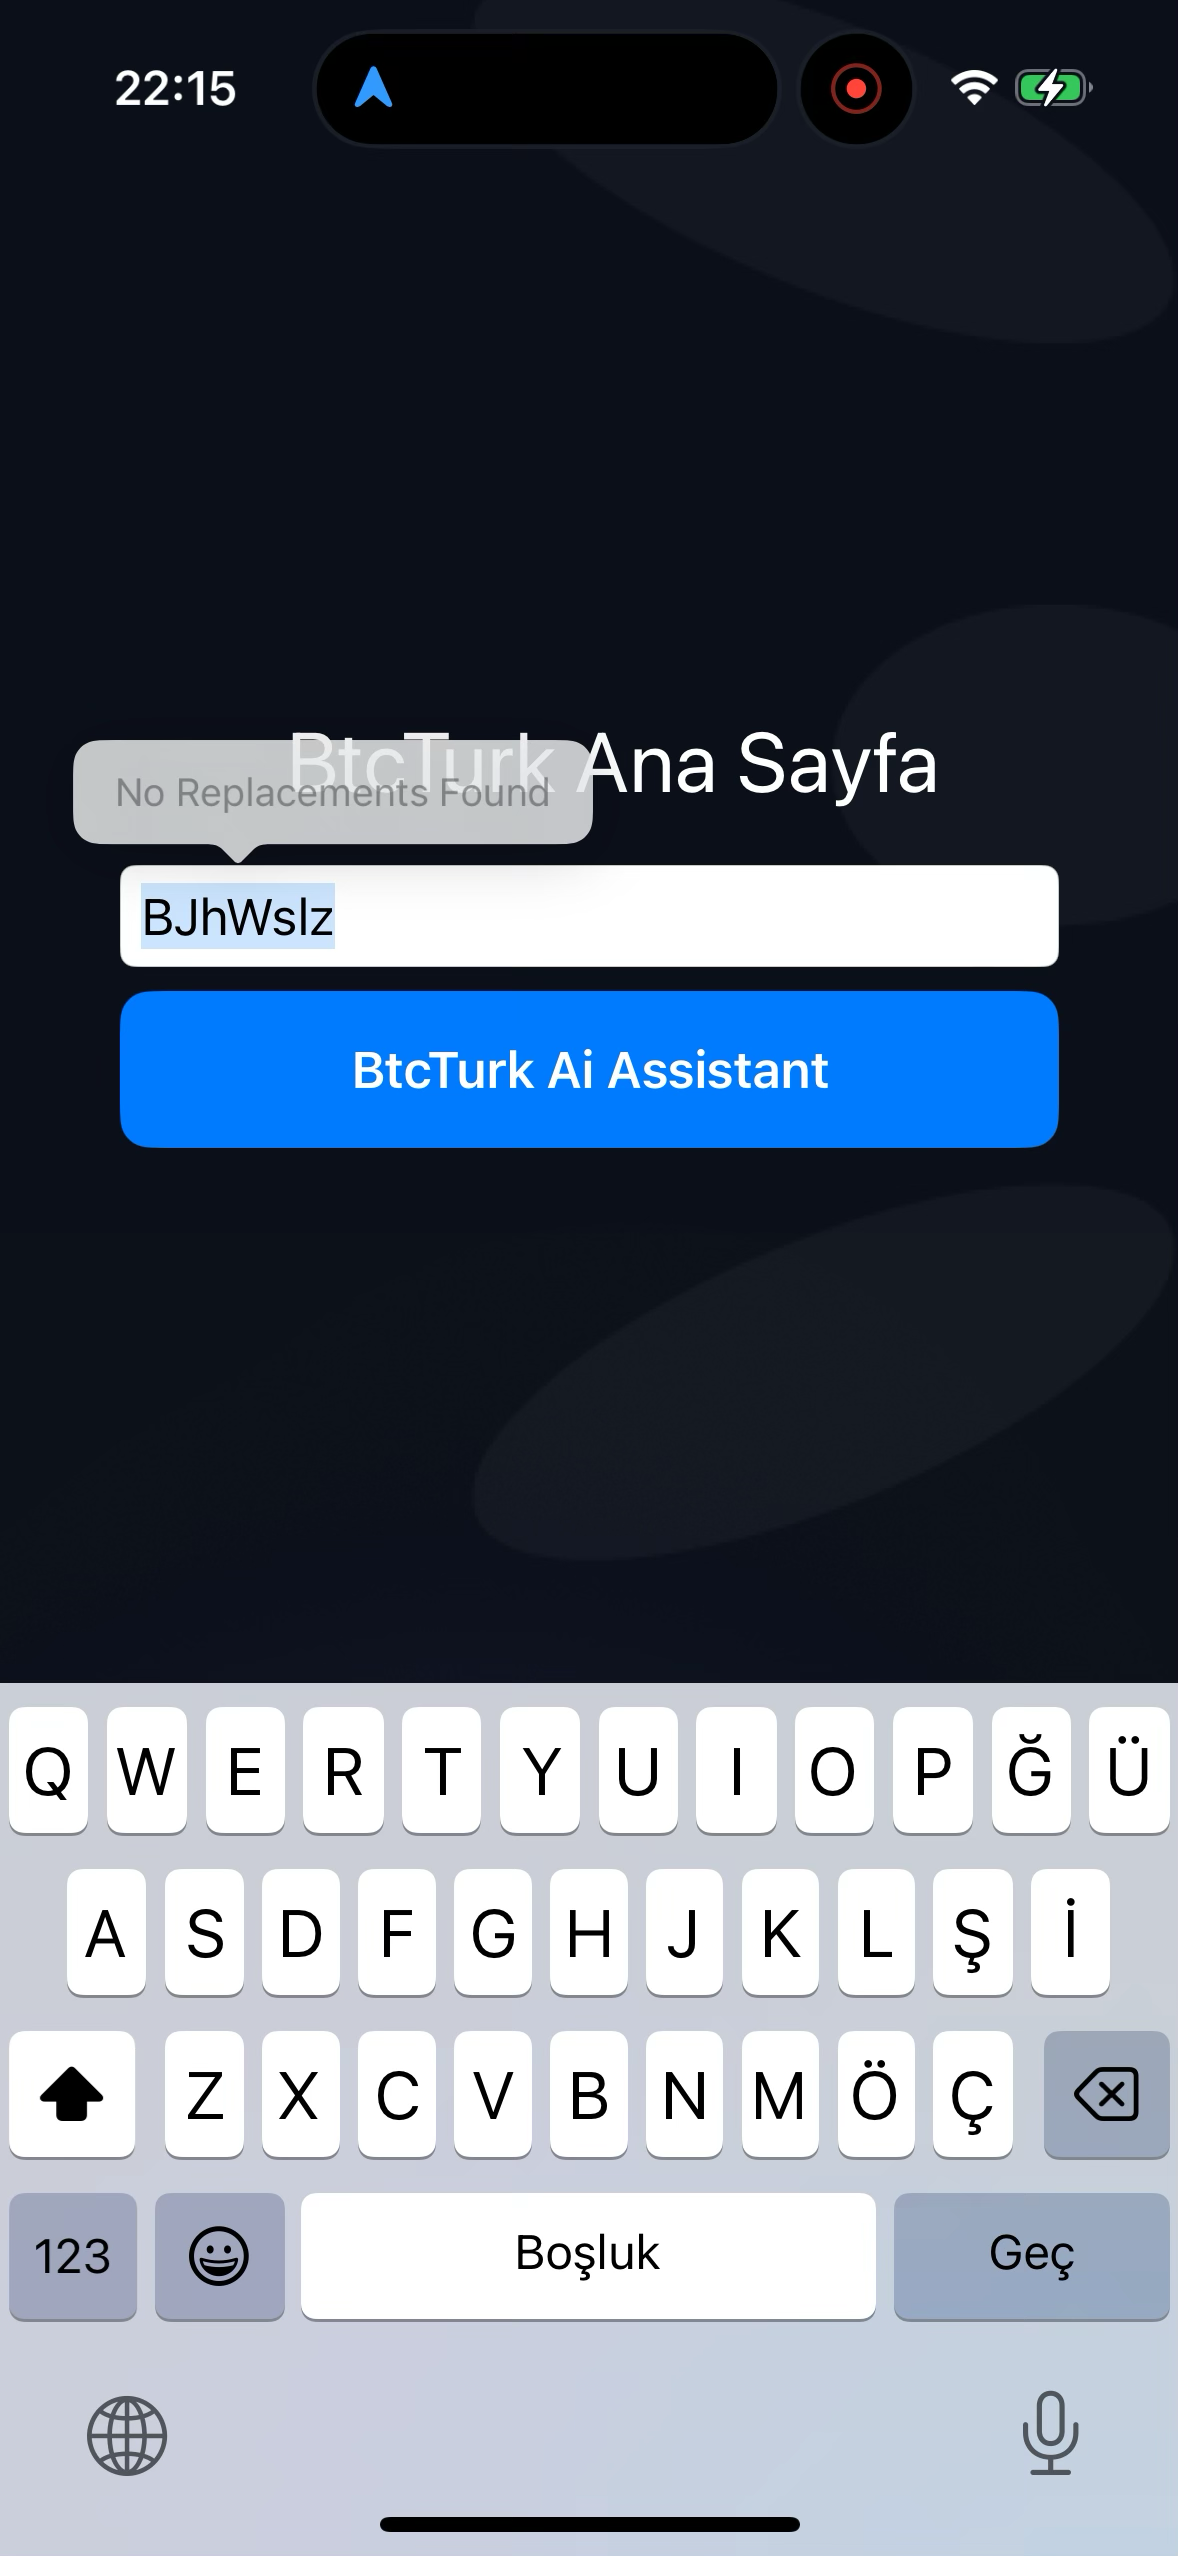 22:15
BtcTurk Ana Sayfa
No Replacements Found
BJhWslz
BtcTurk Ai Assistant
Q W E R T Y U I O P Ğ Ü
A S D F G H J K L Ş İ
Z X C V B N M Ö Ç
123 Boşluk Geç